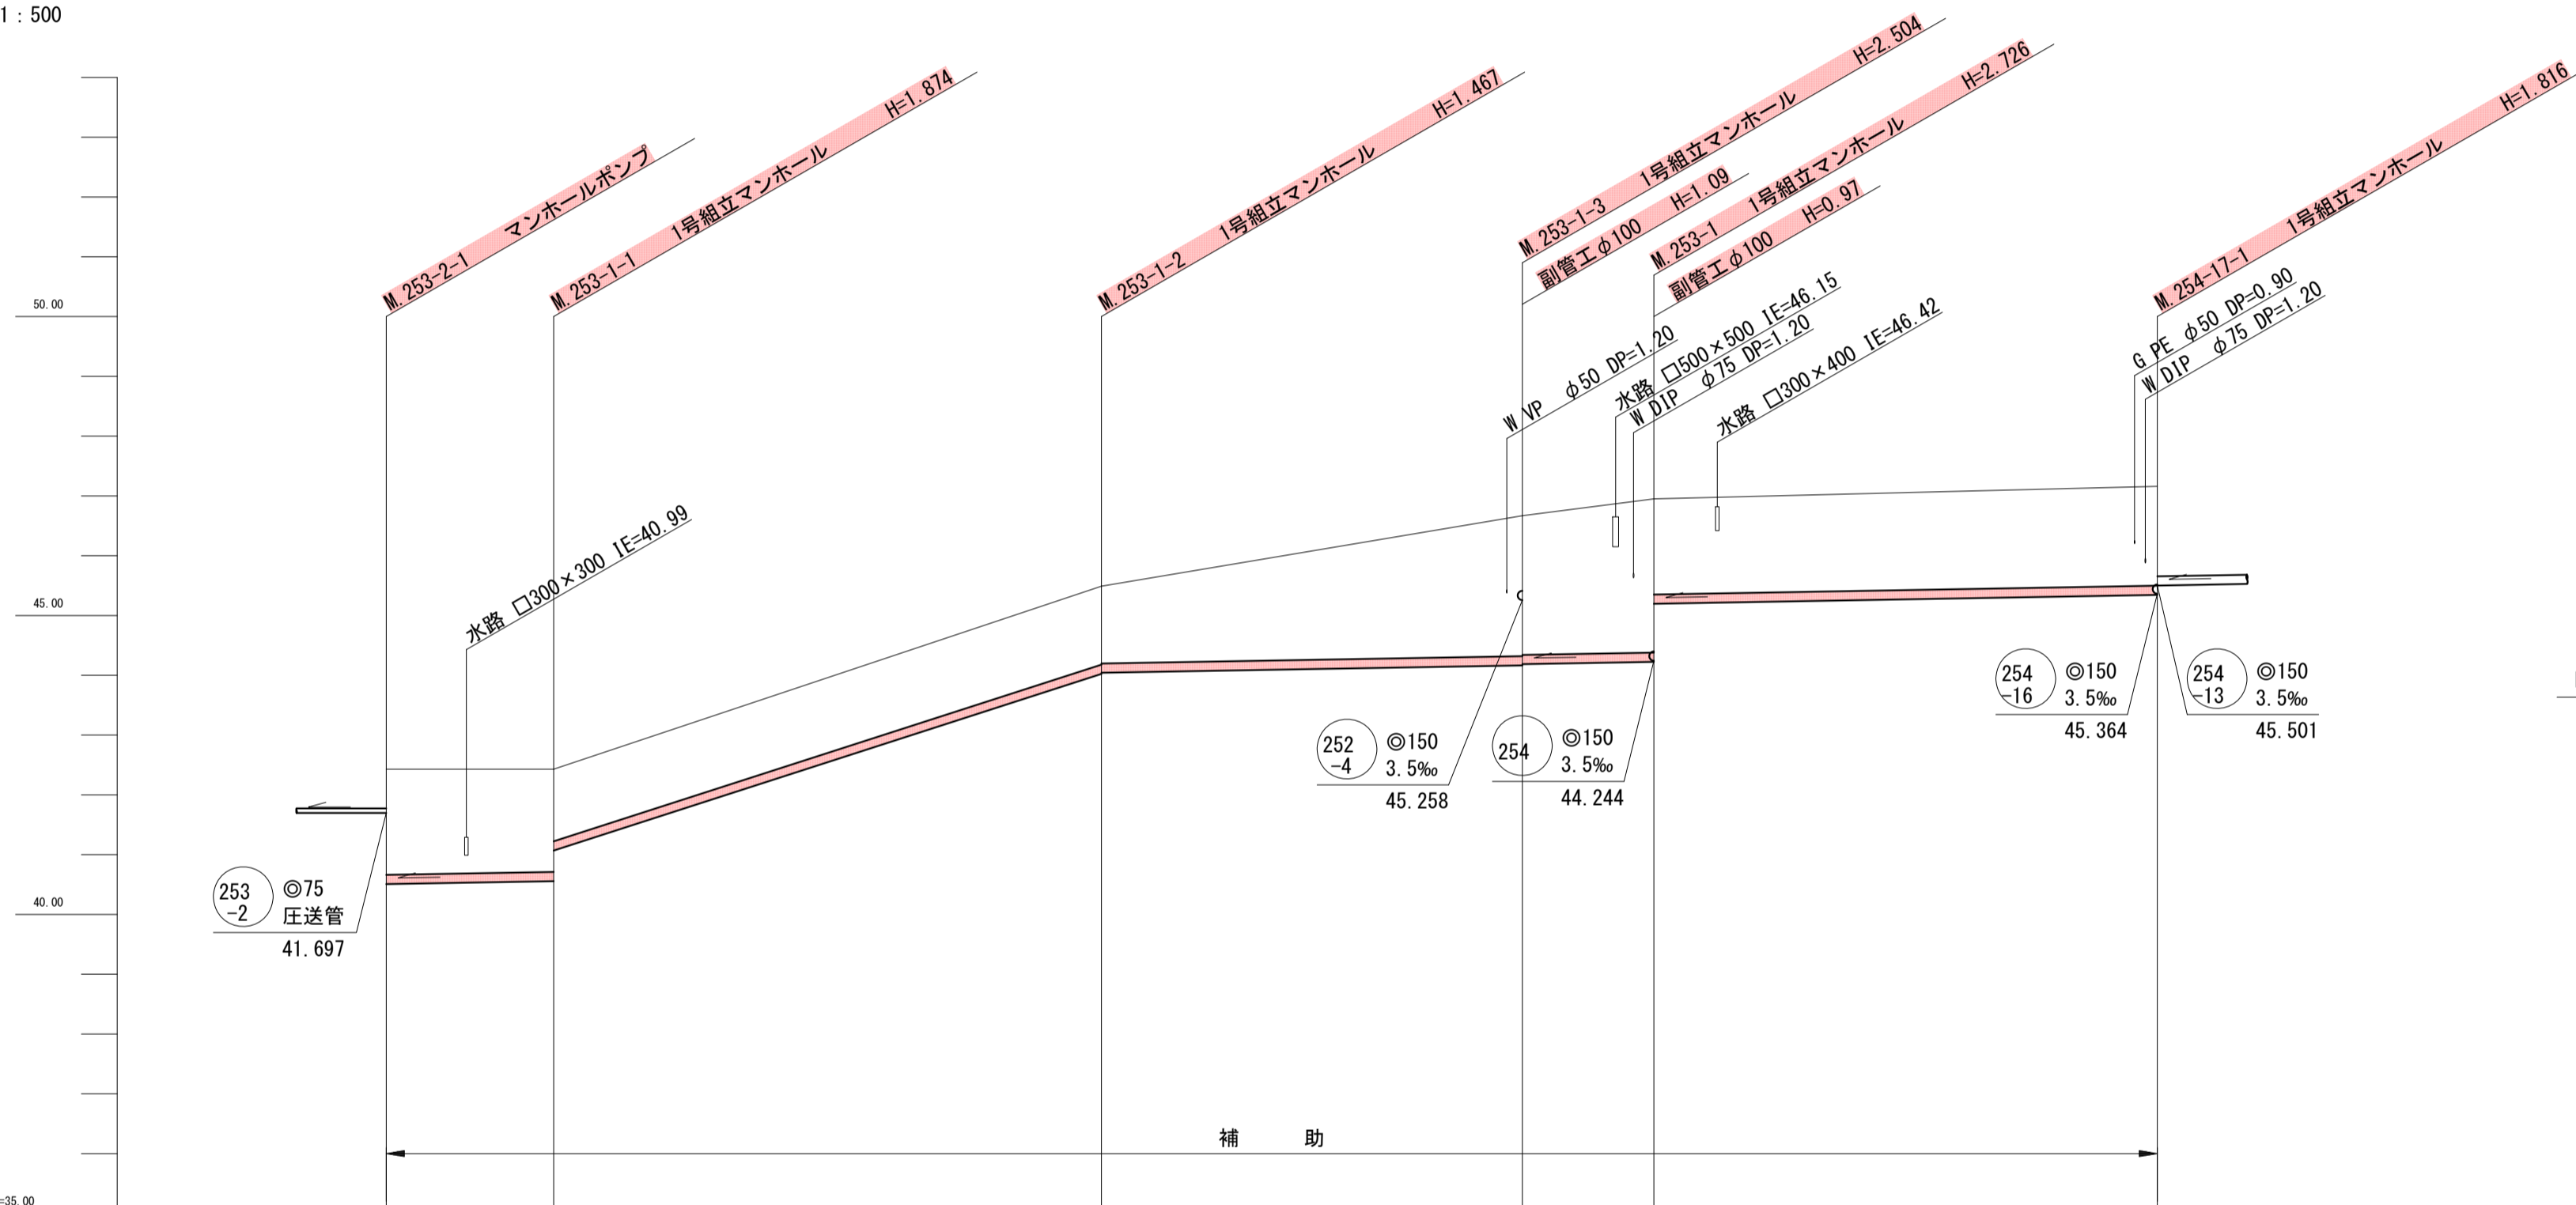 1：500
M.253-2-1 マンホールポンプ
M.253-1-1 1号組立マンホール H=1.874
M.253-1-2 1号組立マンホール H=1.467
M.253-1-3 1号組立マンホール H=2.504
副管工φ100 H=1.09
M.253-1 1号組立マンホール H=2.726
副管工φ100 H=0.97
M.254-17-1 1号組立マンホール H=1.816
50.00
水路 □300×300 IE=40.99
W VP φ50 DP=1.20
水路 □500×500 IE=46.15
W DIP φ75 DP=1.20
水路 □300×400 IE=46.42
G PE φ50 DP=0.90
W DIP φ75 DP=1.20
45.00
252
-4
◎150
3.5‰
45.258
254
◎150
3.5‰
44.244
254
-16
◎150
3.5‰
45.364
254
-13
◎150
3.5‰
45.501
253
-2
◎75
圧送管
41.697
40.00
補 助
=35.00